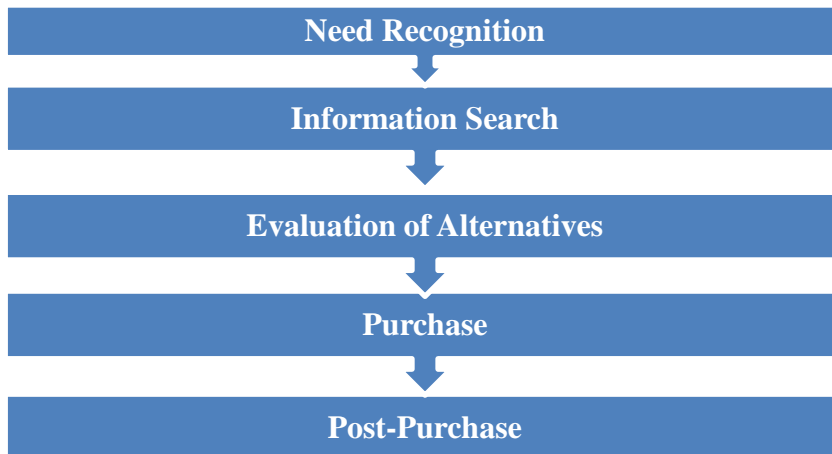 Need Recognition
Information Search
Evaluation of Alternatives
Purchase
Post-Purchase